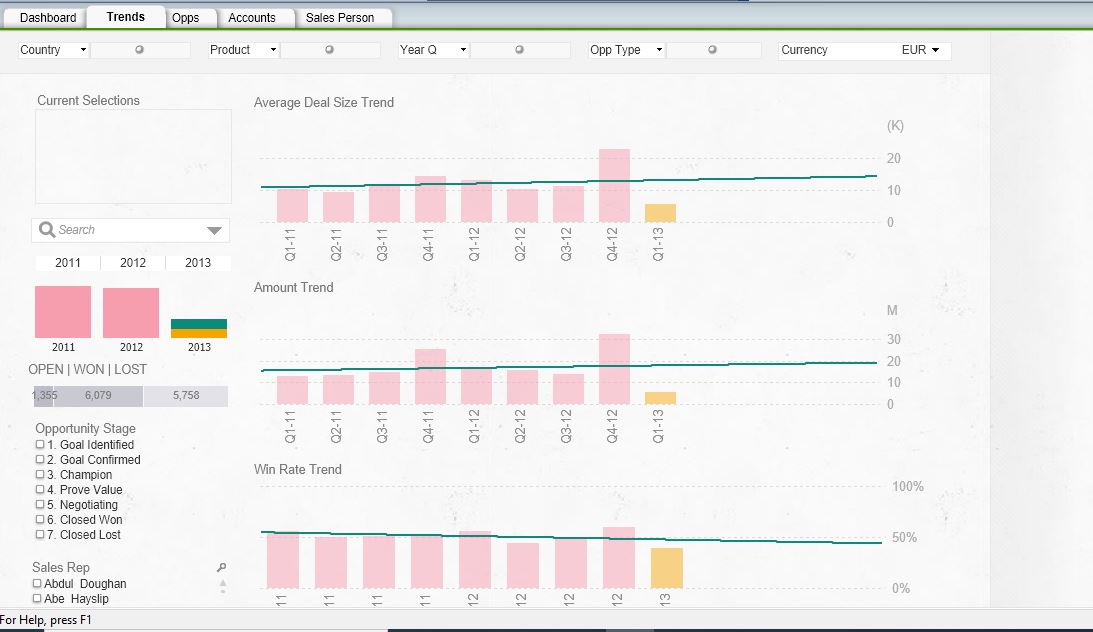 Dashboard Trends Opps Accounts Sales Person
Country Product Year Q Opp Type Currency EUR
Current Selections
Search
2011 2012 2013
2011 2012 2013
OPEN | WON | LOST
1,355 6,079 5,758
Opportunity Stage
1. Goal Identified
2. Goal Confirmed
3. Champion
4. Prove Value
5. Negotiating
6. Closed Won
7. Closed Lost
Sales Rep
Abdul Doughan
Abe Hayslip
Average Deal Size Trend
(K)
20
10
0
Q1-11 Q2-11 Q3-11 Q4-11 Q1-12 Q2-12 Q3-12 Q4-12 Q1-13
Amount Trend
M
30
20
10
0
Q1-11 Q2-11 Q3-11 Q4-11 Q1-12 Q2-12 Q3-12 Q4-12 Q1-13
Win Rate Trend
100%
50%
0%
11 11 11 11 12 12 12 12 13
For Help, press F1